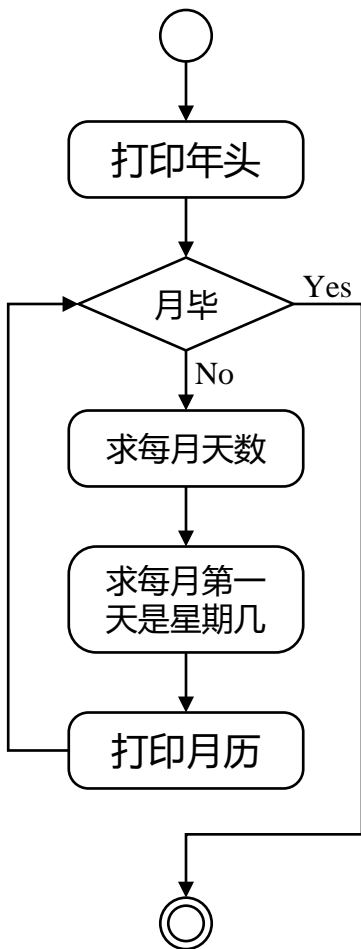 打印年头
月毕
Yes
No
求每月天数
求每月第一
天是星期几
打印月历